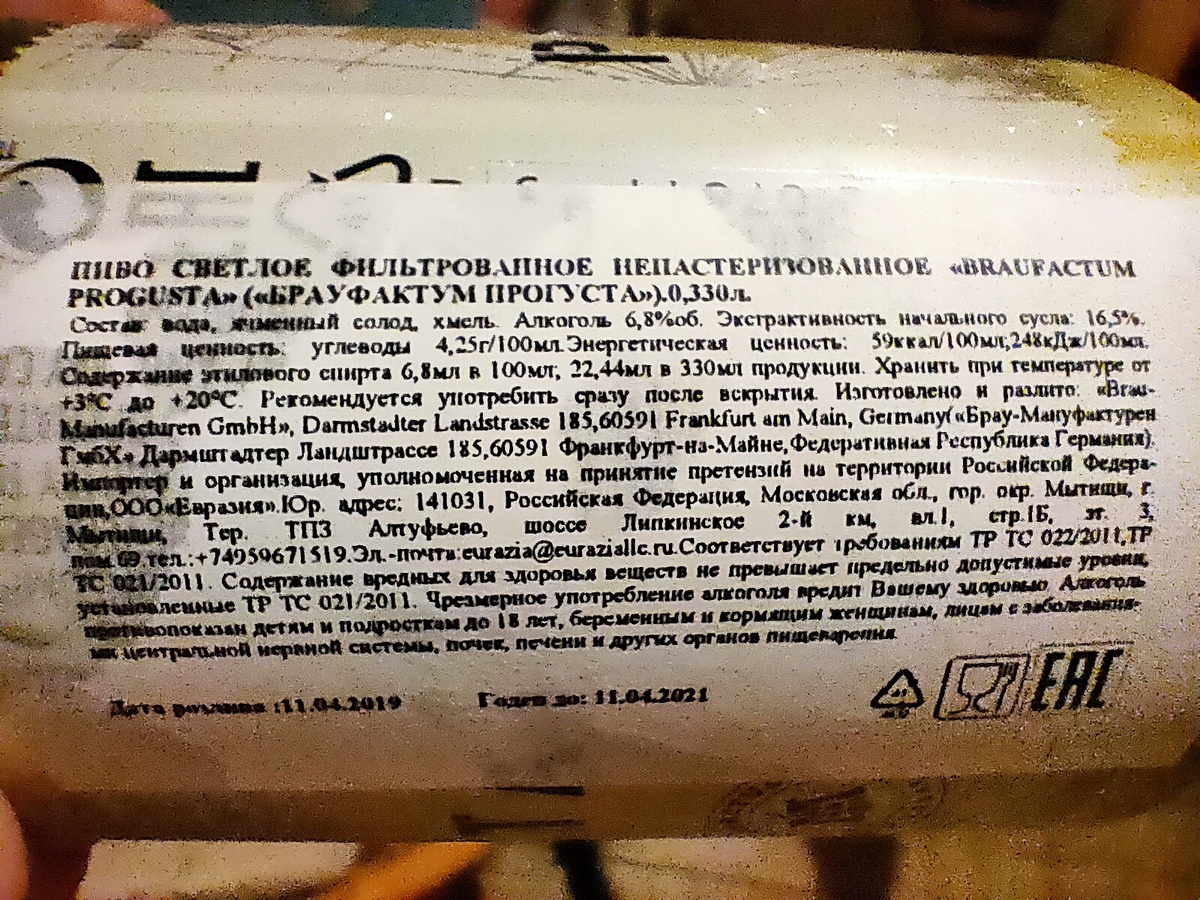 ПИВО СВЕТЛОЕ ФИЛЬТРОВАННОЕ НЕПАСТЕРИЗОВАННОЕ «BRAUFACTUM
PROGUSTA» («БРАУФАКТУМ ПРОГУСТА»).0,330л.
Состав: вода, ячменный солод, хмель. Алкоголь 6,8%об. Экстрактивность начального сусла: 16,5%.
Пищевая ценность: углеводы 4,25г/100мл.Энергетическая ценность: 59ккал/100мл;248кДж/100мл.
Содержание этилового спирта 6,8мл в 100мл; 22,44мл в 330мл продукции. Хранить при температуре от
+3°С до +20°С. Рекомендуется употребить сразу после вскрытия. Изготовлено и разлито: «Brau-
Manufacturen GmbH», Darmstadter Landstrasse 185,60591 Frankfurt am Main, Germany(«Брау-Мануфактурен
ГмбХ» Дармштадтер Ландштрассе 185,60591 Франкфурт-на-Майне,Федеративная Республика Германия).
Импортер и организация, уполномоченная на принятие претензий на территории Российской Федера-
ции,ООО«Евразия».Юр. адрес: 141031, Российская Федерация, Московская обл., гор. окр. Мытищи, г.
Мытищи, Тер. ТПЗ Алтуфьево, шоссе Липкинское 2-й км, вл.1, стр.1Б, эт. 3,
пом.69.тел.:+74959671519.Эл.-почта:eurazia@euraziallc.ru.Соответствует требованиям ТР ТС 022/2011,ТР
ТС 021/2011. Содержание вредных для здоровья веществ не превышает предельно допустимые уровни,
установленные ТР ТС 021/2011. Чрезмерное употребление алкоголя вредит Вашему здоровью. Алкоголь
противопоказан детям и подросткам до 18 лет, беременным и кормящим женщинам, лицам с заболевания-
ми центральной нервной системы, почек, печени и других органов пищеварения.
Дата розлива :11.04.2019 Годен до: 11.04.2021
EAC